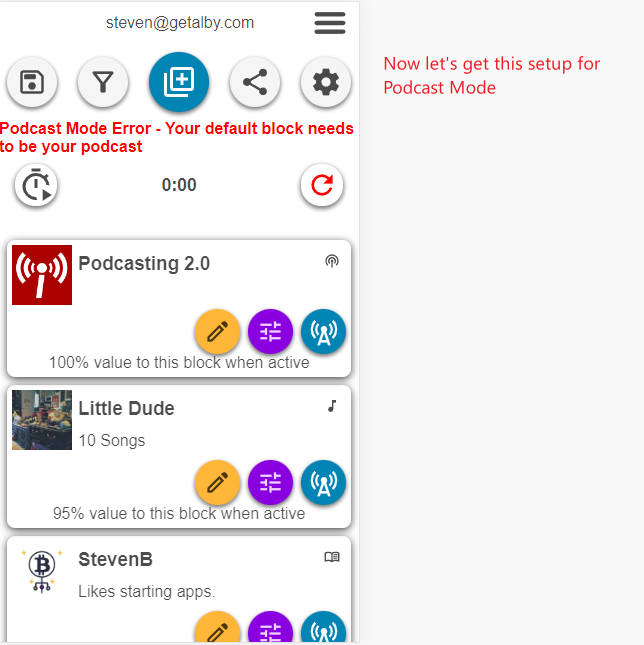 steven@getalby.com
Now let's get this setup for
Podcast Mode
Podcast Mode Error - Your default block needs
to be your podcast
0:00
Podcasting 2.0
100% value to this block when active
Little Dude
10 Songs
95% value to this block when active
StevenB
Likes starting apps.